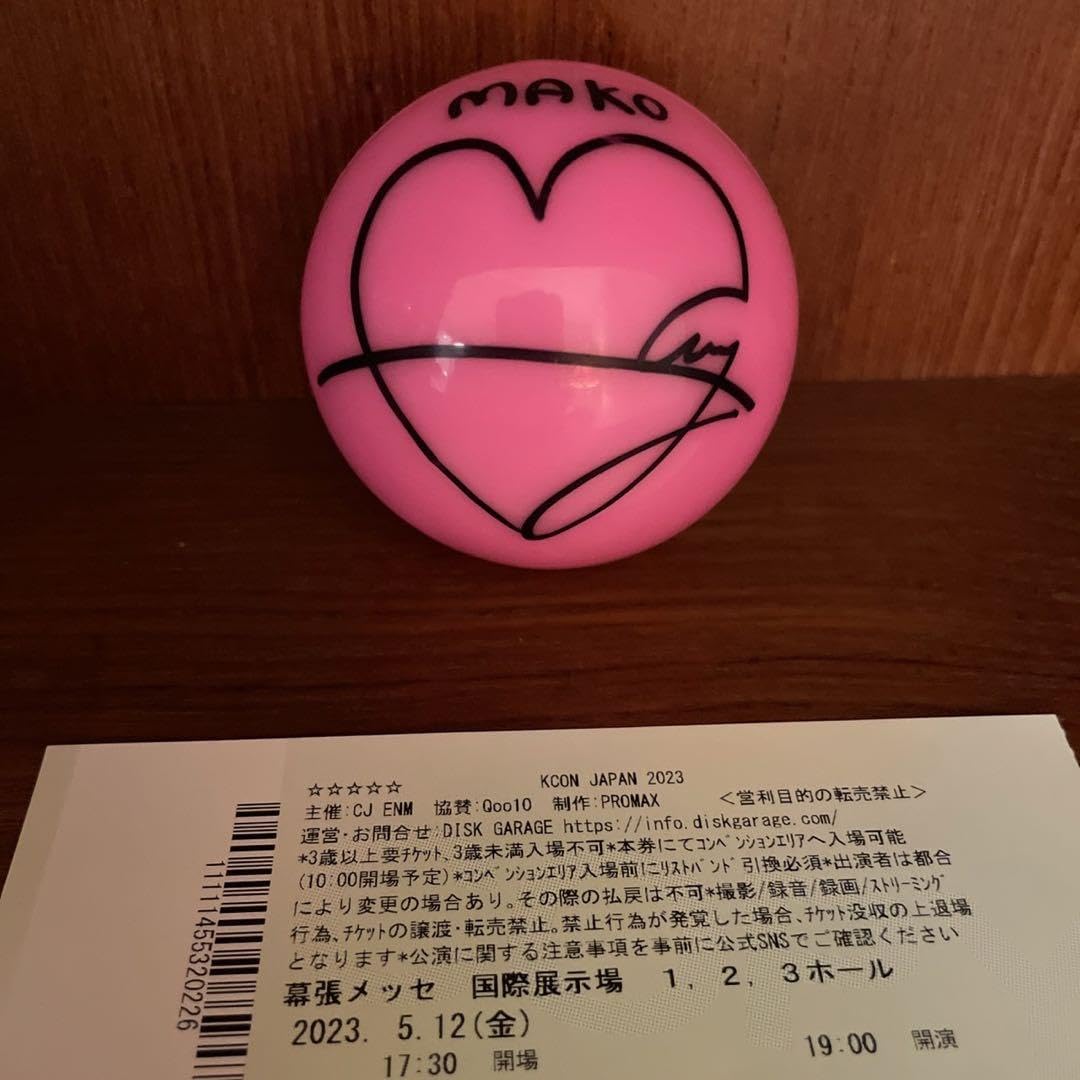 MAKO
☆☆☆☆☆ KCON JAPAN 2023
主催:CJ ENM 協賛:Qoo10 制作:PROMAX <営利目的の転売禁止>
運営・お問合せ:DISK GARAGE https://info.diskgarage.com/
*3歳以上要ﾁｹｯﾄ、3歳未満入場不可*本券にてｺﾝﾍﾞﾝｼｮﾝｴﾘｱへ入場可能
(10:00開場予定)*ｺﾝﾍﾞﾝｼｮﾝｴﾘｱ入場前にﾘｽﾄﾊﾞﾝﾄﾞ引換必須*出演者は都合
により変更の場合あり。その際の払戻は不可*撮影/録音/録画/ｽﾄﾘｰﾐﾝｸﾞ
行為、ﾁｹｯﾄの譲渡・転売禁止。禁止行為が発覚した場合、ﾁｹｯﾄ没収の上退場
となります*公演に関する注意事項を事前に公式SNSでご確認ください
幕張メッセ 国際展示場 1, 2, 3ホール
2023. 5.12(金)
17:30 開場 19:00 開演
1111145532022​6